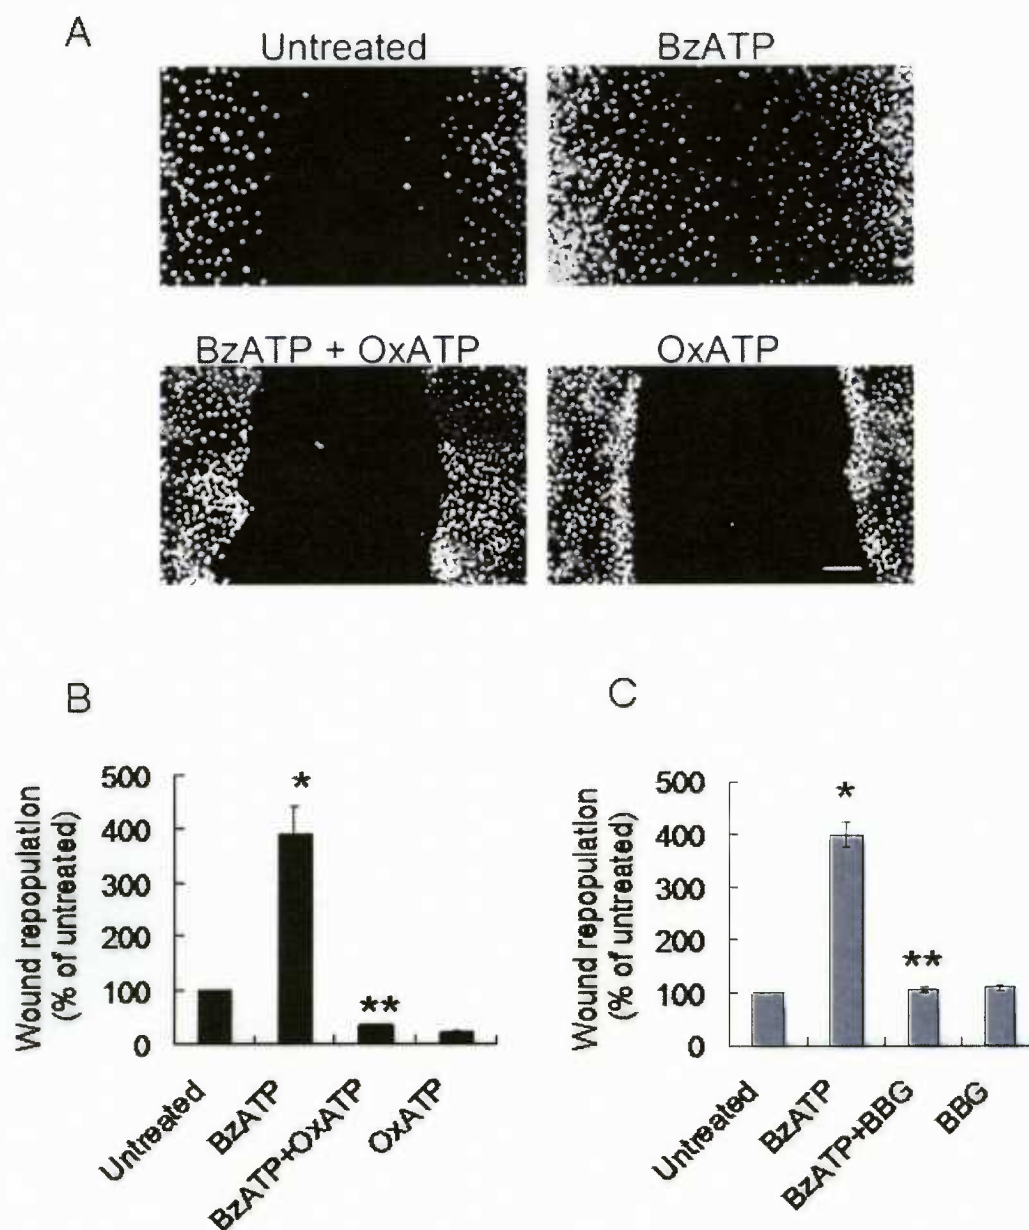 A
Untreated
BzATP
BzATP + OxATP
OxATP
B
Wound repopulation
(% of untreated)
500
400
300
200
100
0
*
**
Untreated
BzATP
BzATP+OxATP
OxATP
C
Wound repopulation
(% of untreated)
500
400
300
200
100
0
*
**
Untreated
BzATP
BzATP+BBG
BBG